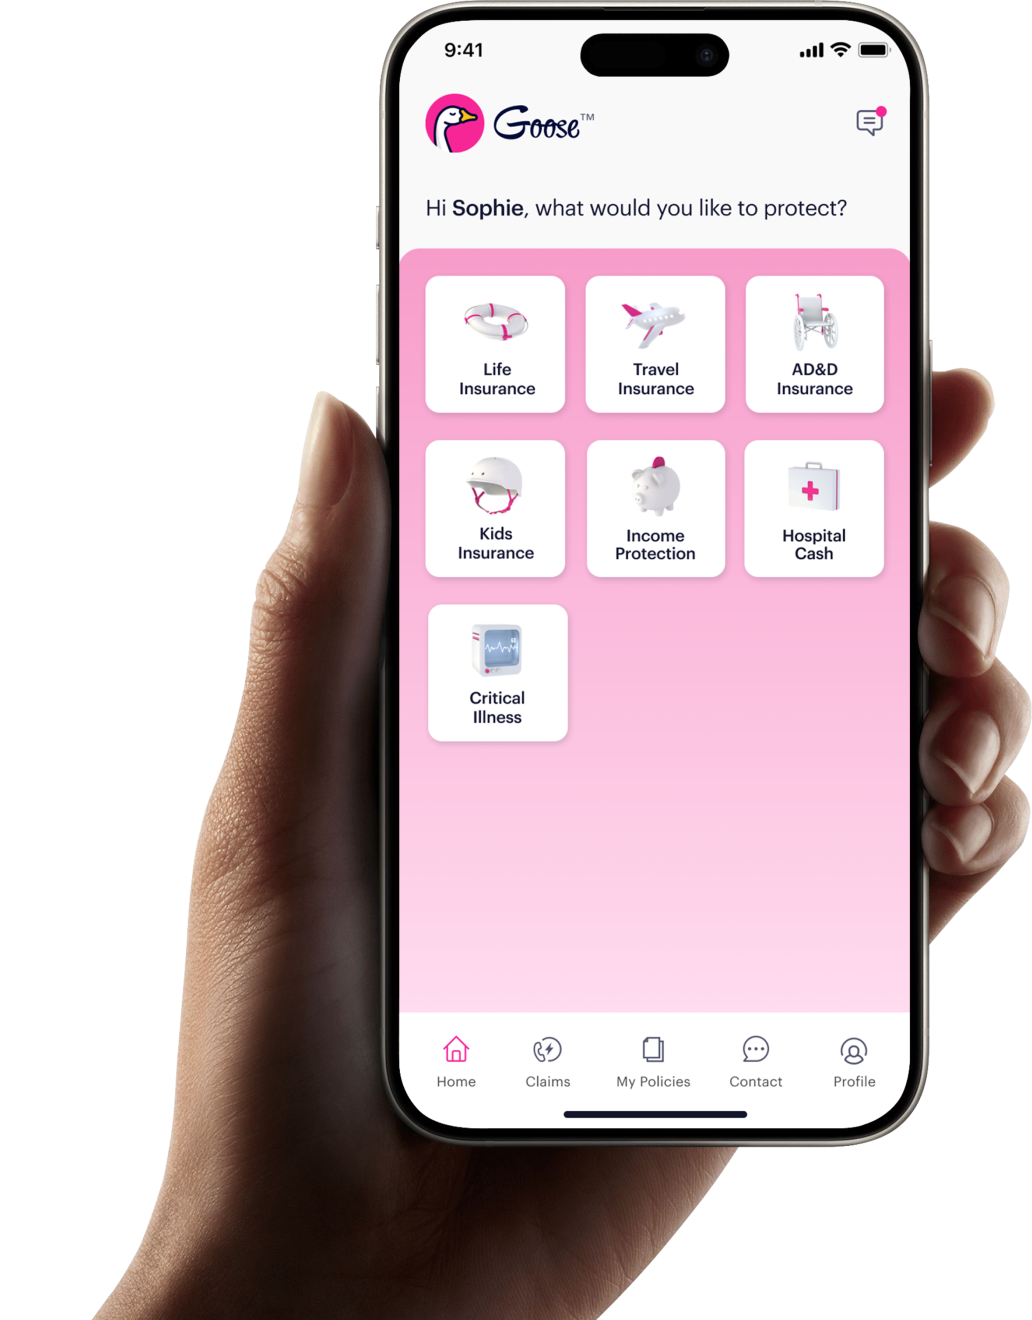 9:41
Goose™
Hi Sophie, what would you like to protect?
Life
Insurance
Travel
Insurance
AD&D
Insurance
Kids
Insurance
Income
Protection
Hospital
Cash
Critical
Illness
Home
Claims
My Policies
Contact
Profile